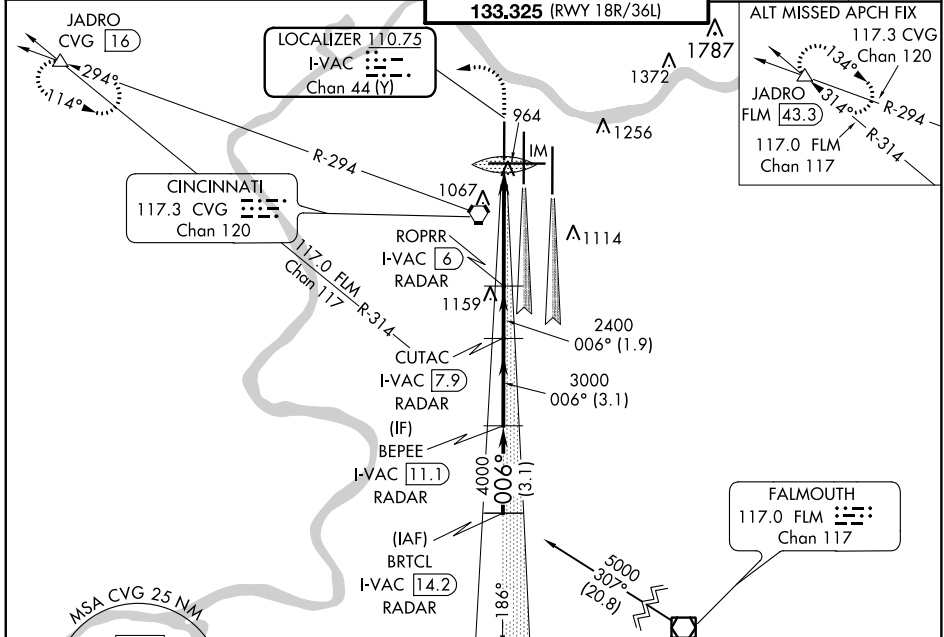 133.325 (RWY 18R/36L)
JADRO
CVG 16
294°
114°
R-294
LOCALIZER 110.75
I-VAC
Chan 44 (Y)
1787
1372
1256
964
IM
ALT MISSED APCH FIX
117.3 CVG
Chan 120
134°
JADRO
FLM 43.3
314°
R-294
R-314
117.0 FLM
Chan 117
CINCINNATI
117.3 CVG
Chan 120
1067
1114
117.0 FLM
Chan 117
R-314
ROPRR
I-VAC 6
RADAR
1159
2400
006° (1.9)
CUTAC
I-VAC 7.9
RADAR
3000
006° (3.1)
(IF)
BEPEE
I-VAC 11.1
RADAR
4000
006°
(3.1)
(IAF)
BRTCL
I-VAC 14.2
RADAR
186°
5000
307°
(20.8)
FALMOUTH
117.0 FLM
Chan 117
MSA CVG 25 NM